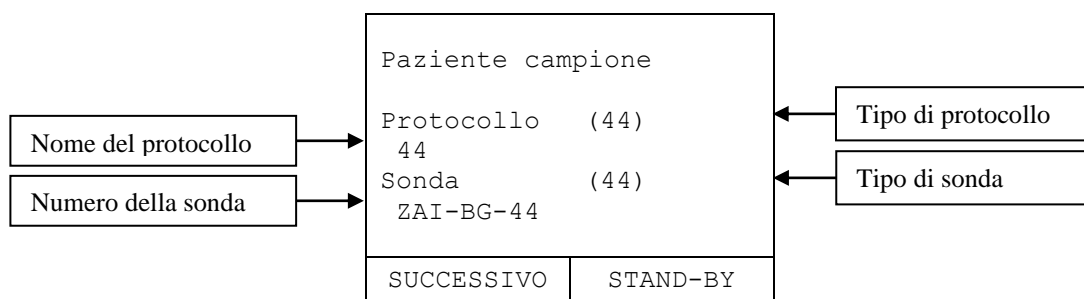 Paziente campione
Protocollo (44)
44
Sonda (44)
ZAI-BG-44
SUCCESSIVO STAND-BY
Nome del protocollo
Numero della sonda
Tipo di protocollo
Tipo di sonda